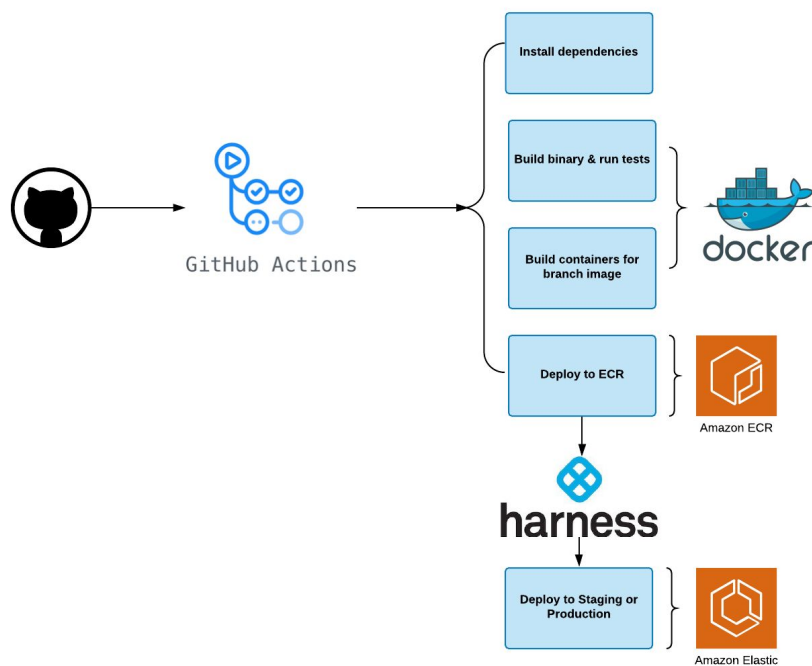 Install dependencies
Build binary & run tests
docker
GitHub Actions
Build containers for
branch image
Deploy to ECR
Amazon ECR
harness
Deploy to Staging or
Production
Amazon Elastic